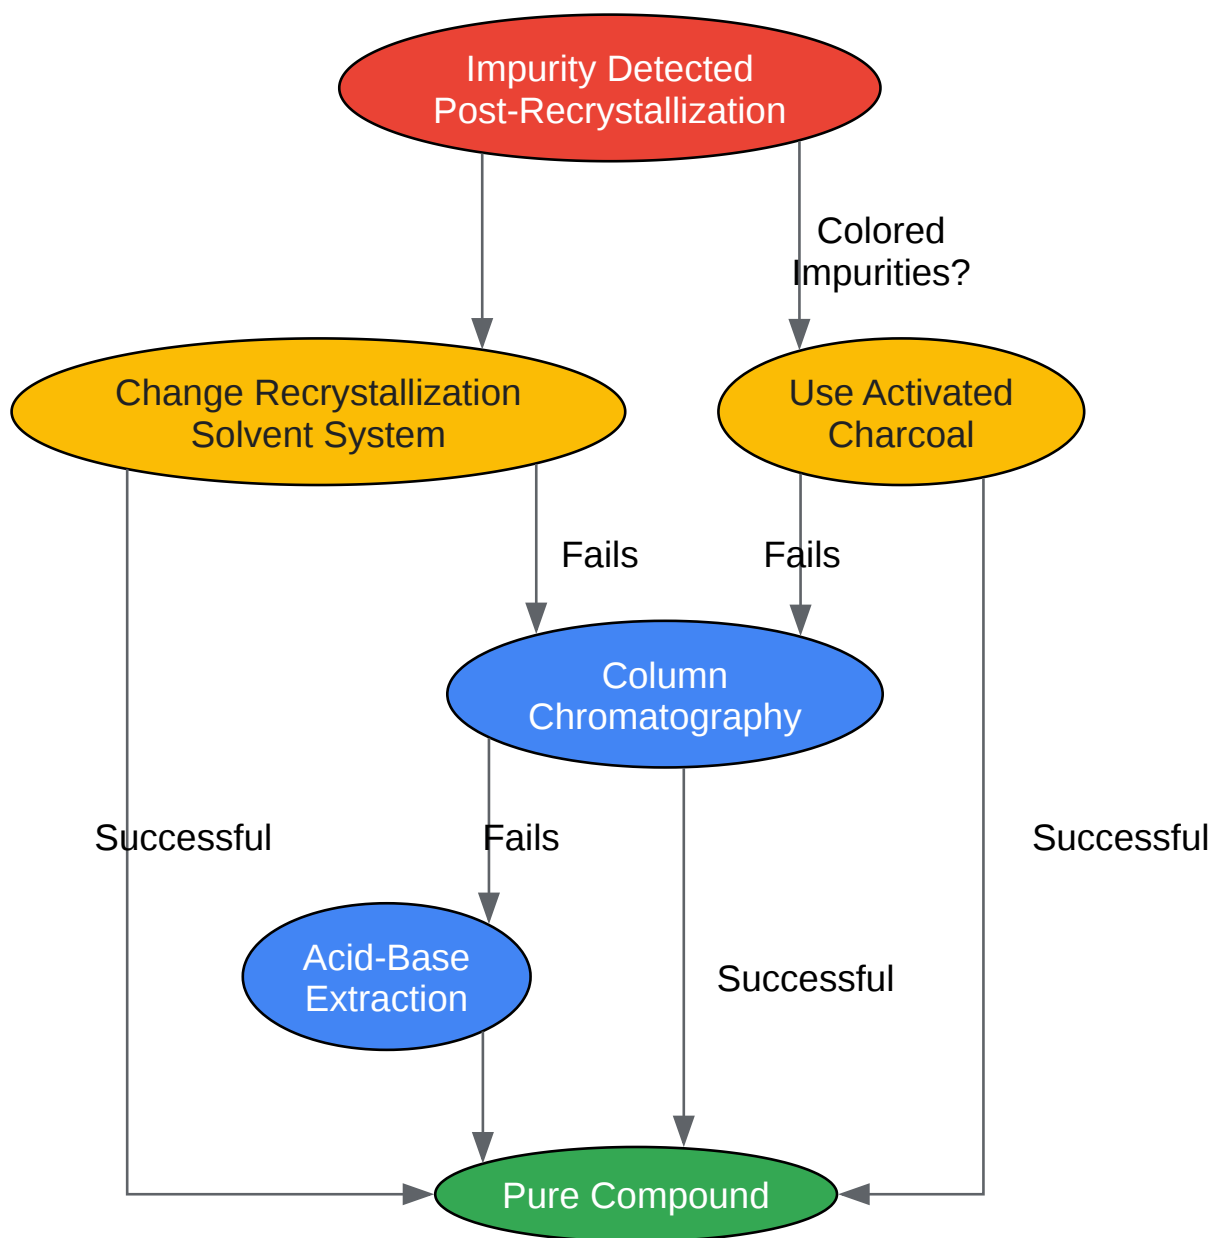 Impurity Detected
Post-Recrystallization
Colored
Impurities?
Change Recrystallization
Solvent System
Use Activated
Charcoal
Fails
Fails
Column
Chromatography
Successful
Fails
Successful
Acid-Base
Extraction
Successful
Pure Compound